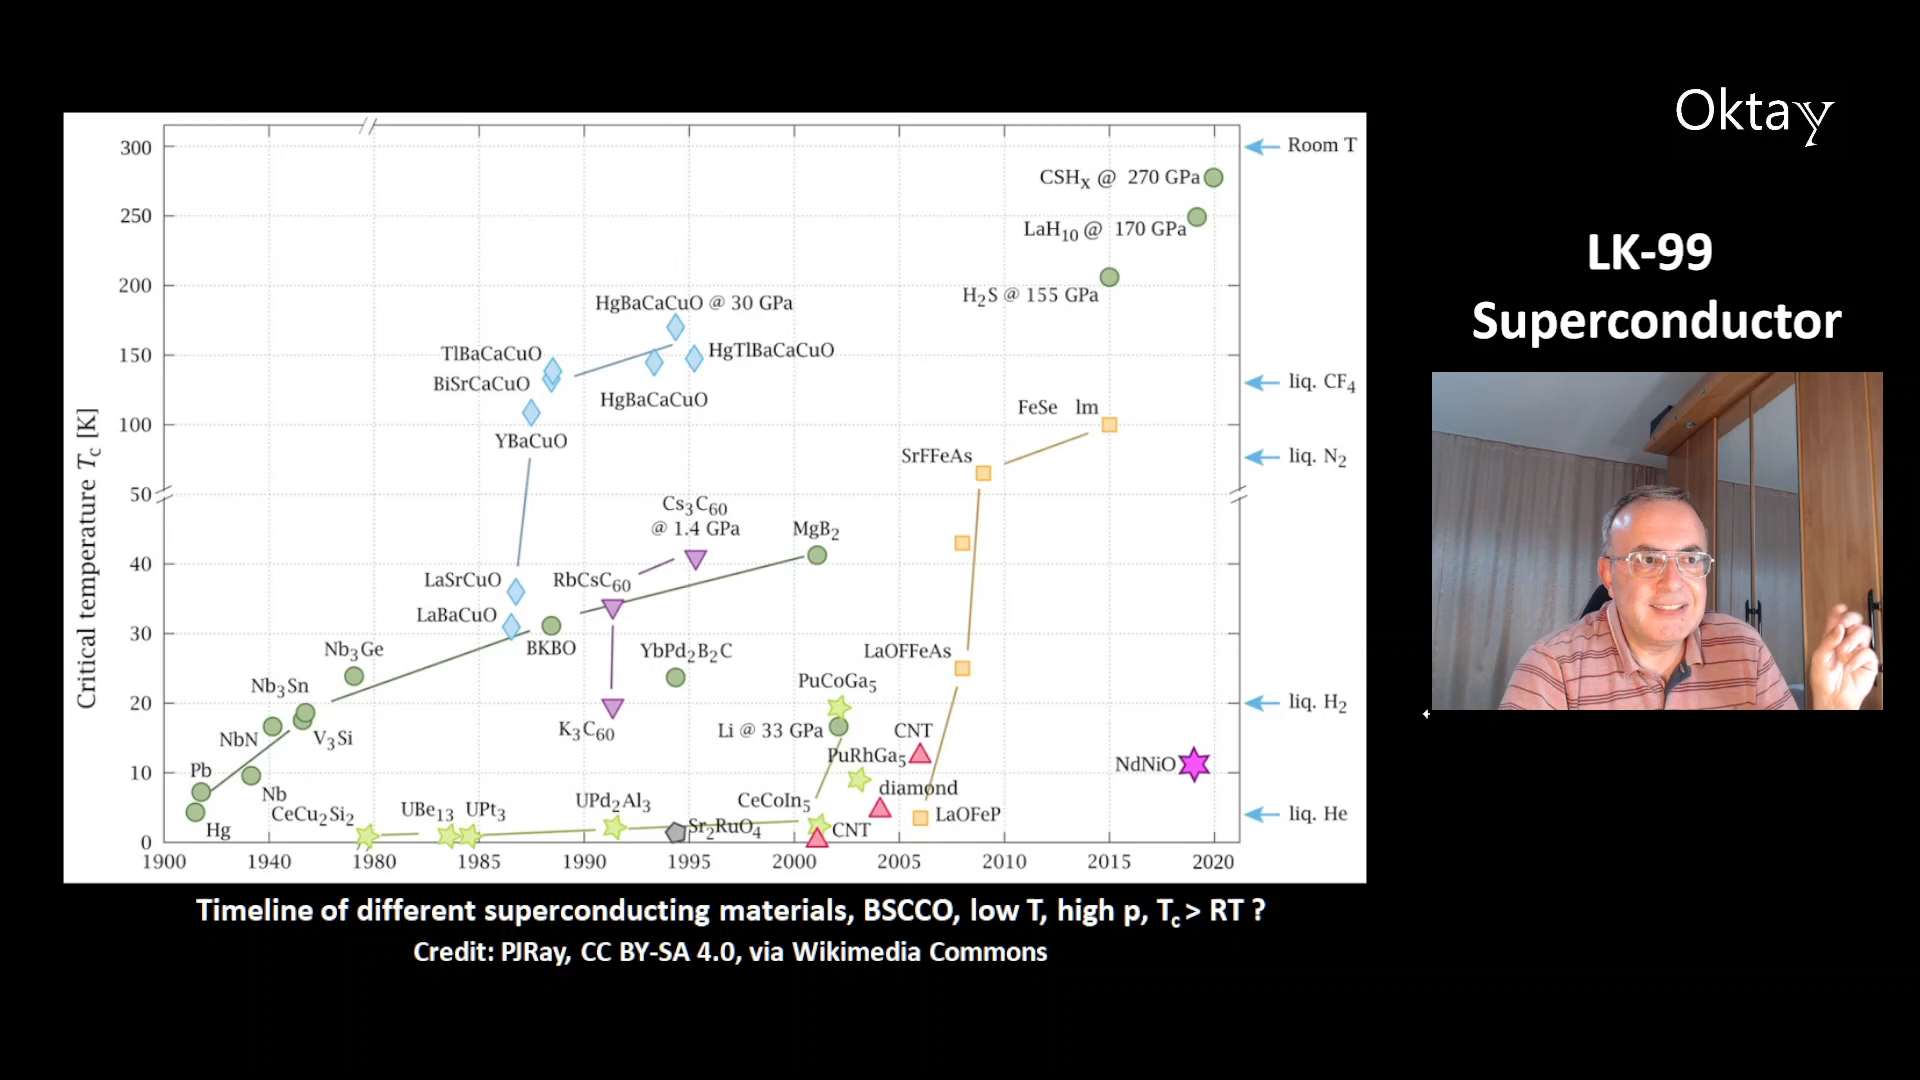 Oktay
LK-99
Superconductor
Critical temperature Tc [K]
300
250
200
150
100
50
40
30
20
10
0
1900
1940
1980
1985
1990
1995
2000
2005
2010
2015
2020
Room T
liq. CF4
liq. N2
liq. H2
liq. He
CSHx @ 270 GPa
LaH10 @ 170 GPa
H2S @ 155 GPa
HgBaCaCuO @ 30 GPa
TlBaCaCuO
HgTlBaCaCuO
BiSrCaCuO
HgBaCaCuO
YBaCuO
FeSe lm
SrFFeAs
Cs3C60
@ 1.4 GPa
MgB2
LaSrCuO
RbCsC60
LaBaCuO
BKBO
Nb3Ge
YbPd2B2C
LaOFFeAs
Nb3Sn
PuCoGa5
NbN
V3Si
K3C60
Li @ 33 GPa
CNT
PuRhGa5
NdNiO
Pb
Nb
diamond
CeCu2Si2
UBe13
UPt3
UPd2Al3
CeCoIn5
LaOFeP
Hg
Sr2RuO4
CNT
Timeline of different superconducting materials, BSCCO, low T, high p, Tc > RT ?
Credit: PJRay, CC BY-SA 4.0, via Wikimedia Commons